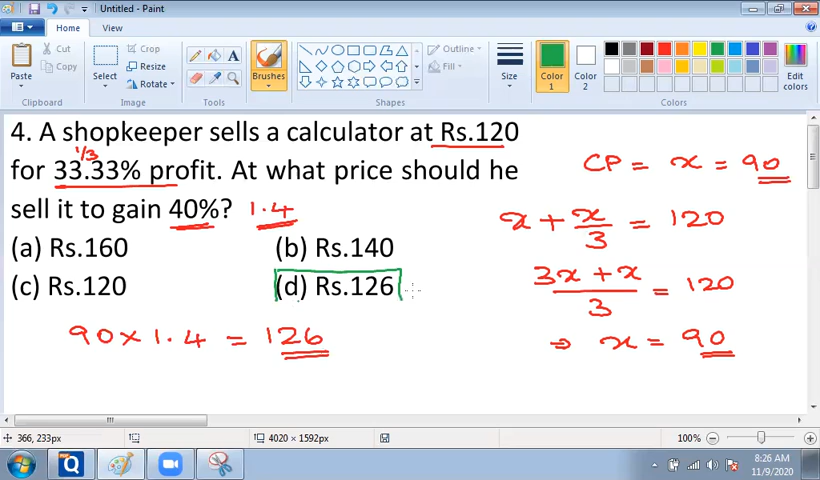 Untitled - Paint
Home View
Paste
Cut
Copy
Clipboard
Select
Crop
Resize
Rotate
Image
Tools
Brushes
Outline
Fill
Shapes
Size
Color 1
Color 2
Edit colors
Colors
4. A shopkeeper sells a calculator at Rs.120
1/3
for 33.33% profit. At what price should he
sell it to gain 40%? 1.4
(a) Rs.160 (b) Rs.140
(c) Rs.120 (d) Rs.126
90 × 1.4 = 126
CP = x = 90
x + x/3 = 120
3x + x / 3 = 120
⇒ x = 90
366, 233px
4020 × 1592px
100%
8:26 AM
11/9/2020